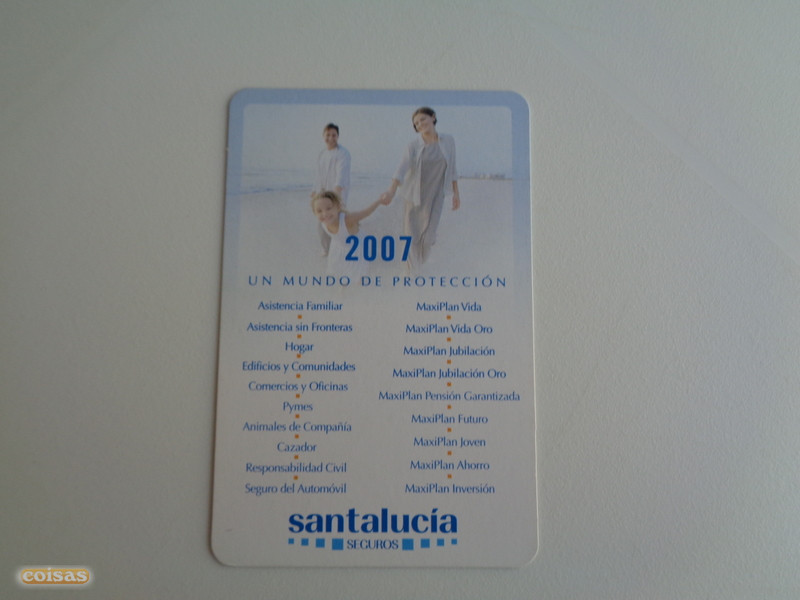 2007
UN MUNDO DE PROTECCIÓN
Asistencia Familiar
Asistencia sin Fronteras
Hogar
Edificios y Comunidades
Comercios y Oficinas
Pymes
Animales de Compañía
Cazador
Responsabilidad Civil
Seguro del Automóvil
MaxiPlan Vida
MaxiPlan Vida Oro
MaxiPlan Jubilación
MaxiPlan Jubilación Oro
MaxiPlan Pensión Garantizada
MaxiPlan Futuro
MaxiPlan Joven
MaxiPlan Ahorro
MaxiPlan Inversión
santalucía
SEGUROS
coisas